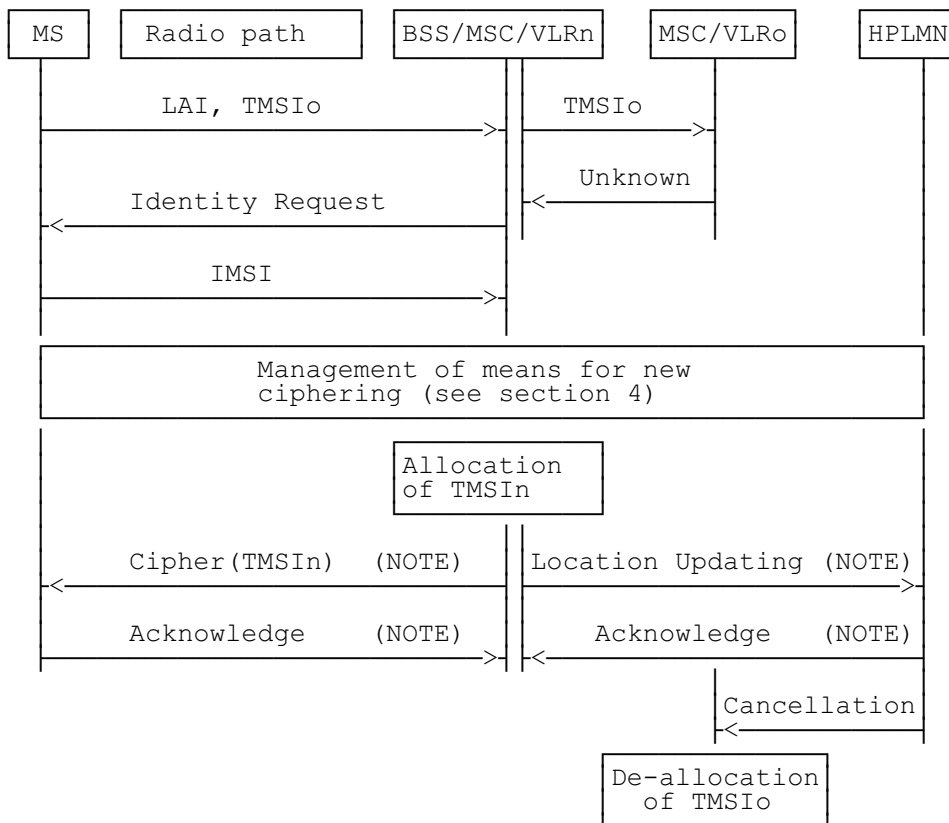 MS Radio path BSS/MSC/VLRn MSC/VLRo HPLMN
LAI, TMSIo TMSIo
Unknown
Identity Request
IMSI
Management of means for new
ciphering (see section 4)
Allocation
of TMSIn
Cipher(TMSIn) (NOTE) Location Updating (NOTE)
Acknowledge (NOTE) Acknowledge (NOTE)
Cancellation
De-allocation
of TMSIo